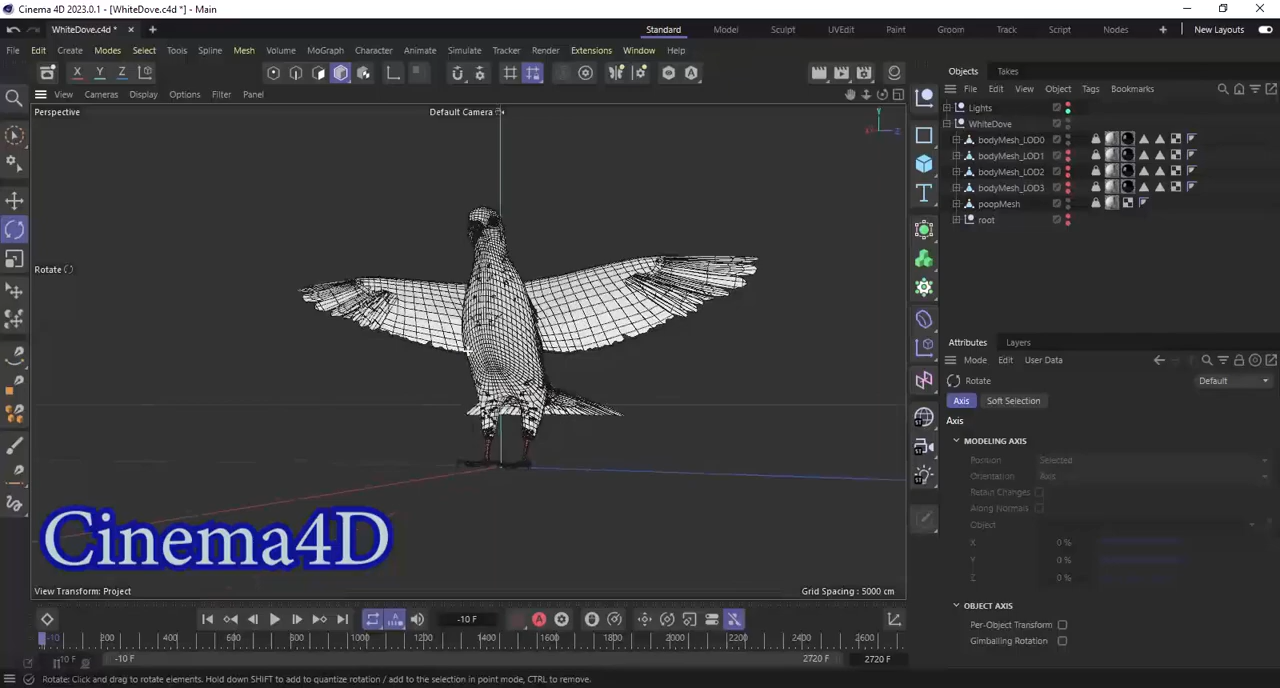 Cinema 4D 2023.0.1 - [WhiteDove.c4d *] - Main
WhiteDove.c4d *
Standard Model Sculpt UVEdit Paint Groom Track Script Nodes New Layouts
File Edit Create Modes Select Tools Spline Mesh Volume MoGraph Character Animate Simulate Tracker Render Extensions Window Help
X Y Z
Objects Takes
View Cameras Display Options Filter Panel
File Edit View Object Tags Bookmarks
Perspective
Default Camera
Lights
WhiteDove
bodyMesh_LOD0
bodyMesh_LOD1
bodyMesh_LOD2
bodyMesh_LOD3
poopMesh
root
Rotate
Attributes Layers
Mode Edit User Data
Rotate Default
Axis Soft Selection
Axis
MODELING AXIS
Position Selected
Orientation Axis
Retain Changes
Along Normals
Object
X 0 %
Y 0 %
Z 0 %
OBJECT AXIS
Per-Object Transform
Gimballing Rotation
Cinema4D
View Transform: Project
Grid Spacing : 5000 cm
-10 F
-10 200 400 600 800 1000 1200 1400 1600 1800 2000 2200 2400 2600
-10 F -10 F 2720 F 2720 F
Rotate: Click and drag to rotate elements. Hold down SHIFT to add to quantize rotation / add to the selection in point mode, CTRL to remove.